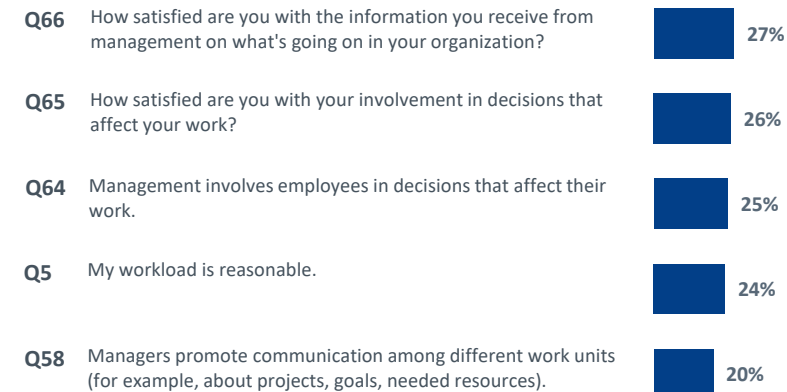 Q66 How satisfied are you with the information you receive from
management on what's going on in your organization?
27%
Q65 How satisfied are you with your involvement in decisions that
affect your work?
26%
Q64 Management involves employees in decisions that affect their
work.
25%
Q5 My workload is reasonable.
24%
Q58 Managers promote communication among different work units
(for example, about projects, goals, needed resources).
20%